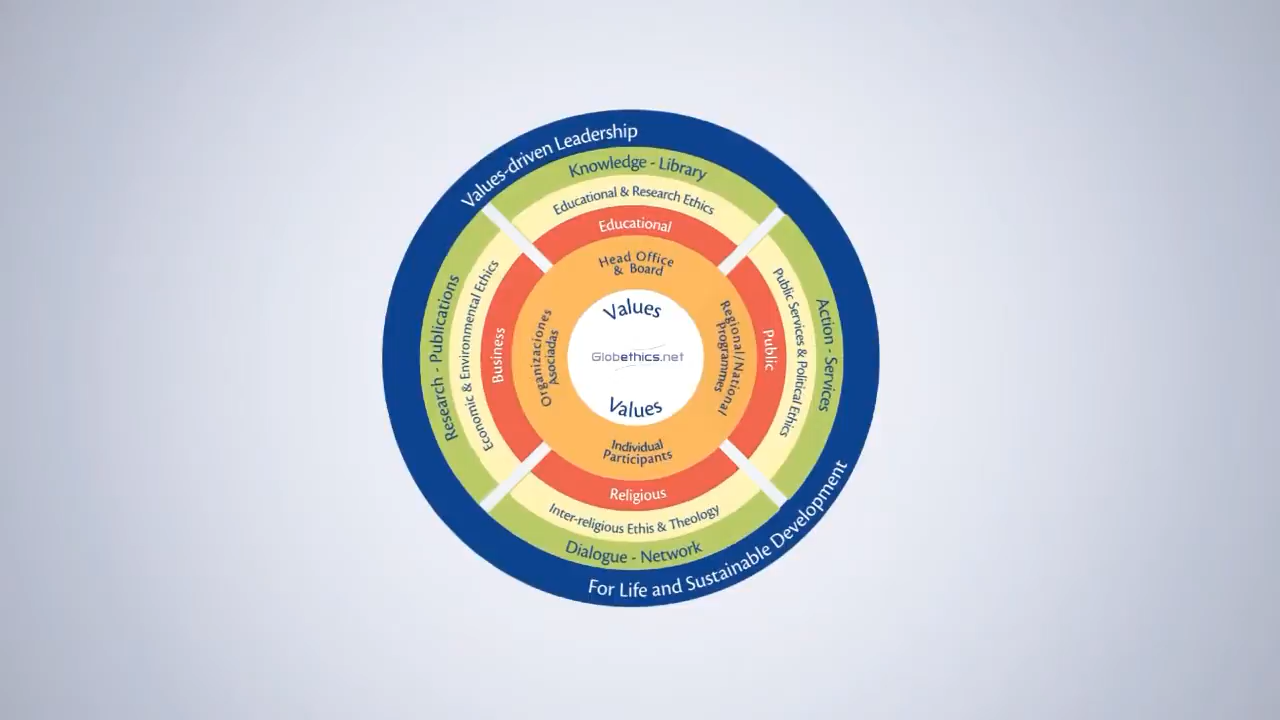 Values-driven Leadership
Knowledge - Library
Educational & Research Ethics
Educational
Head Office
& Board
Research - Publications
Economic & Environmental Ethics
Business
Organizaciones
Asociadas
Values
Globethics.net
Values
Regional/National
Programmes
Public
Public Services & Political Ethics
Action - Services
Individual
Participants
Religious
Inter-religious Ethis & Theology
Dialogue - Network
For Life and Sustainable Development